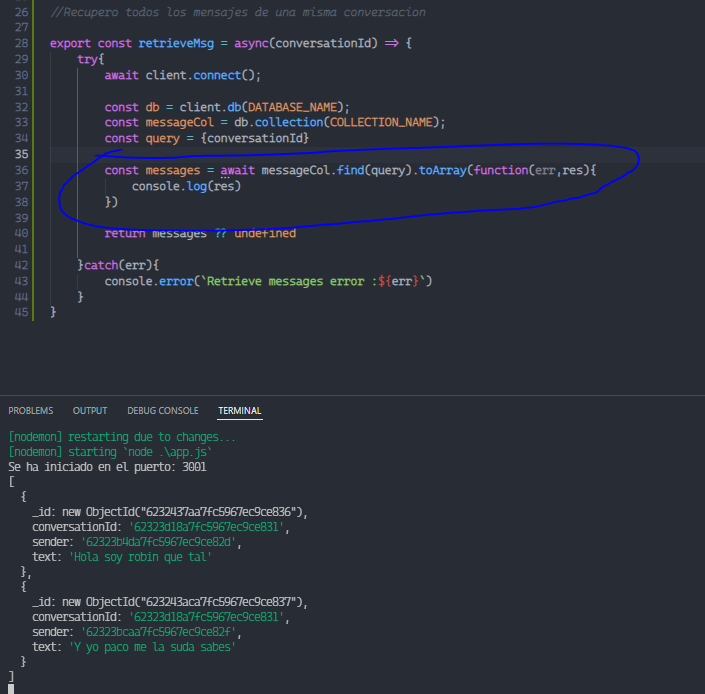 26 //Recupero todos los mensajes de una misma conversacion
27
28 export const retrieveMsg = async(conversationId) => {
29 try{
30 await client.connect();
31
32 const db = client.db(DATABASE_NAME);
33 const messageCol = db.collection(COLLECTION_NAME);
34 const query = {conversationId}
35
36 const messages = await messageCol.find(query).toArray(function(err,res){
37 console.log(res)
38 })
39
40 return messages ?? undefined
41
42 }catch(err){
43 console.error(`Retrieve messages error :${err}`)
44 }
45 }
PROBLEMS OUTPUT DEBUG CONSOLE TERMINAL
[nodemon] restarting due to changes...
[nodemon] starting `node .\app.js`
Se ha iniciado en el puerto: 3001
[
{
_id: new ObjectId("6232437aa7fc5967ec9ce836"),
conversationId: '62323d18a7fc5967ec9ce831',
sender: '62323b4da7fc5967ec9ce82d',
text: 'Hola soy robin que tal'
},
{
_id: new ObjectId("623243aca7fc5967ec9ce837"),
conversationId: '62323d18a7fc5967ec9ce831',
sender: '62323bcaa7fc5967ec9ce82f',
text: 'Y yo paco me la suda sabes'
}
]